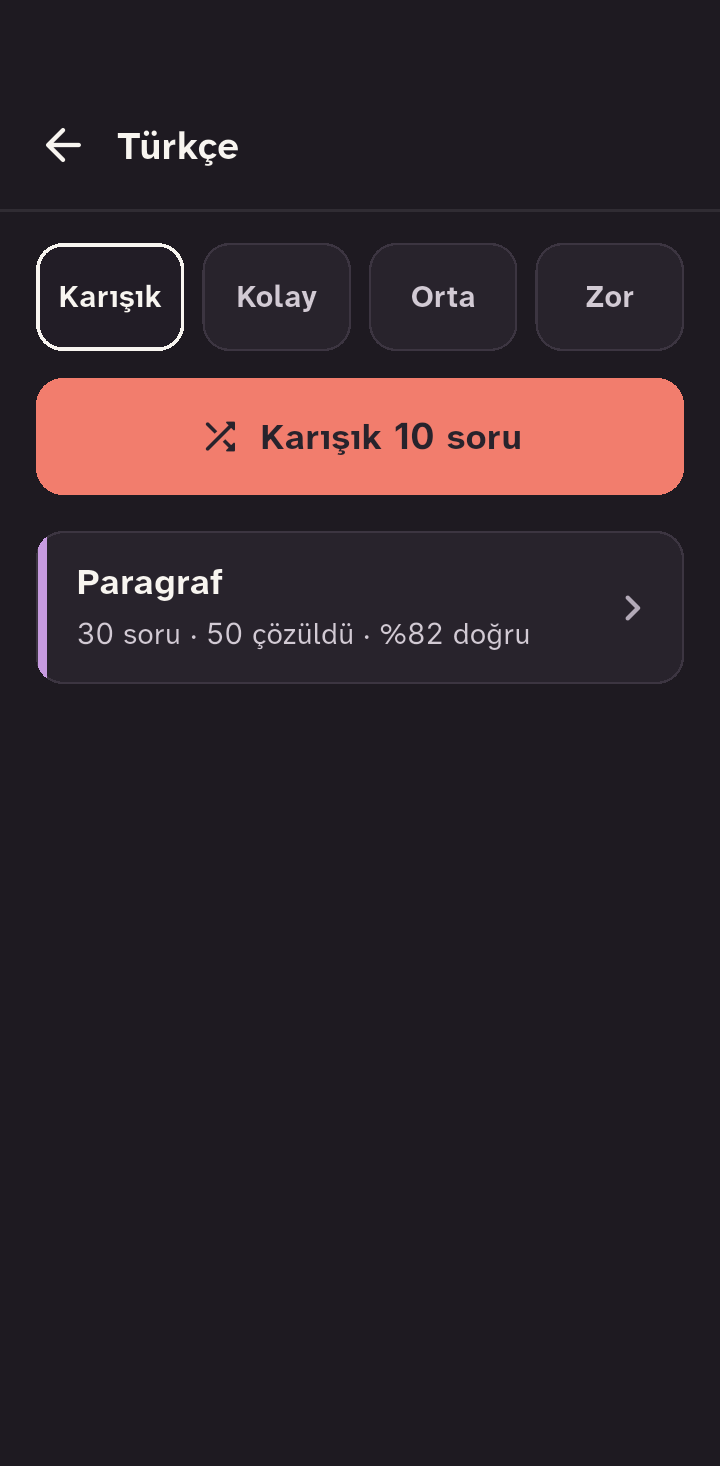 Türkçe
Karışık Kolay Orta Zor
Karışık 10 soru
Paragraf
30 soru · 50 çözüldü · %82 doğru